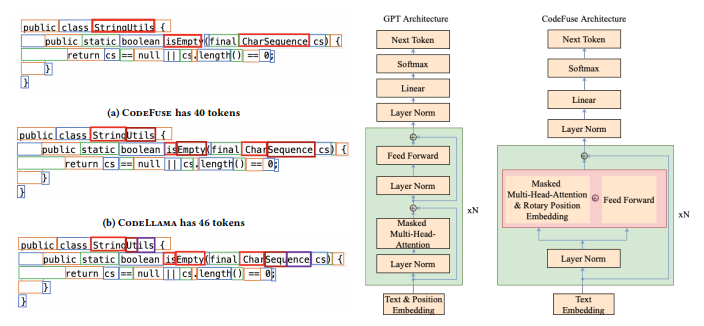 public class StringUtils {
public static boolean isEmpty(final CharSequence cs) {
return cs == null || cs.length() == 0;
}
}
(a) CODEFUSE has 40 tokens
public class StringUtils {
public static boolean isEmpty(final CharSequence cs) {
return cs == null || cs.length() == 0;
}
}
(b) CODELLAMA has 46 tokens
public class StringUtils {
public static boolean isEmpty(final CharSequence cs) {
return cs == null || cs.length() == 0;
}
}
GPT Architecture
Next Token
Softmax
Linear
Layer Norm
Feed Forward
Layer Norm
Masked
Multi-Head-
Attention
Layer Norm
xN
Text & Position
Embedding
CodeFuse Architecture
Next Token
Softmax
Linear
Layer Norm
Masked
Multi-Head-Attention
& Rotary Position
Embedding
Feed Forward
Layer Norm
xN
Text
Embedding